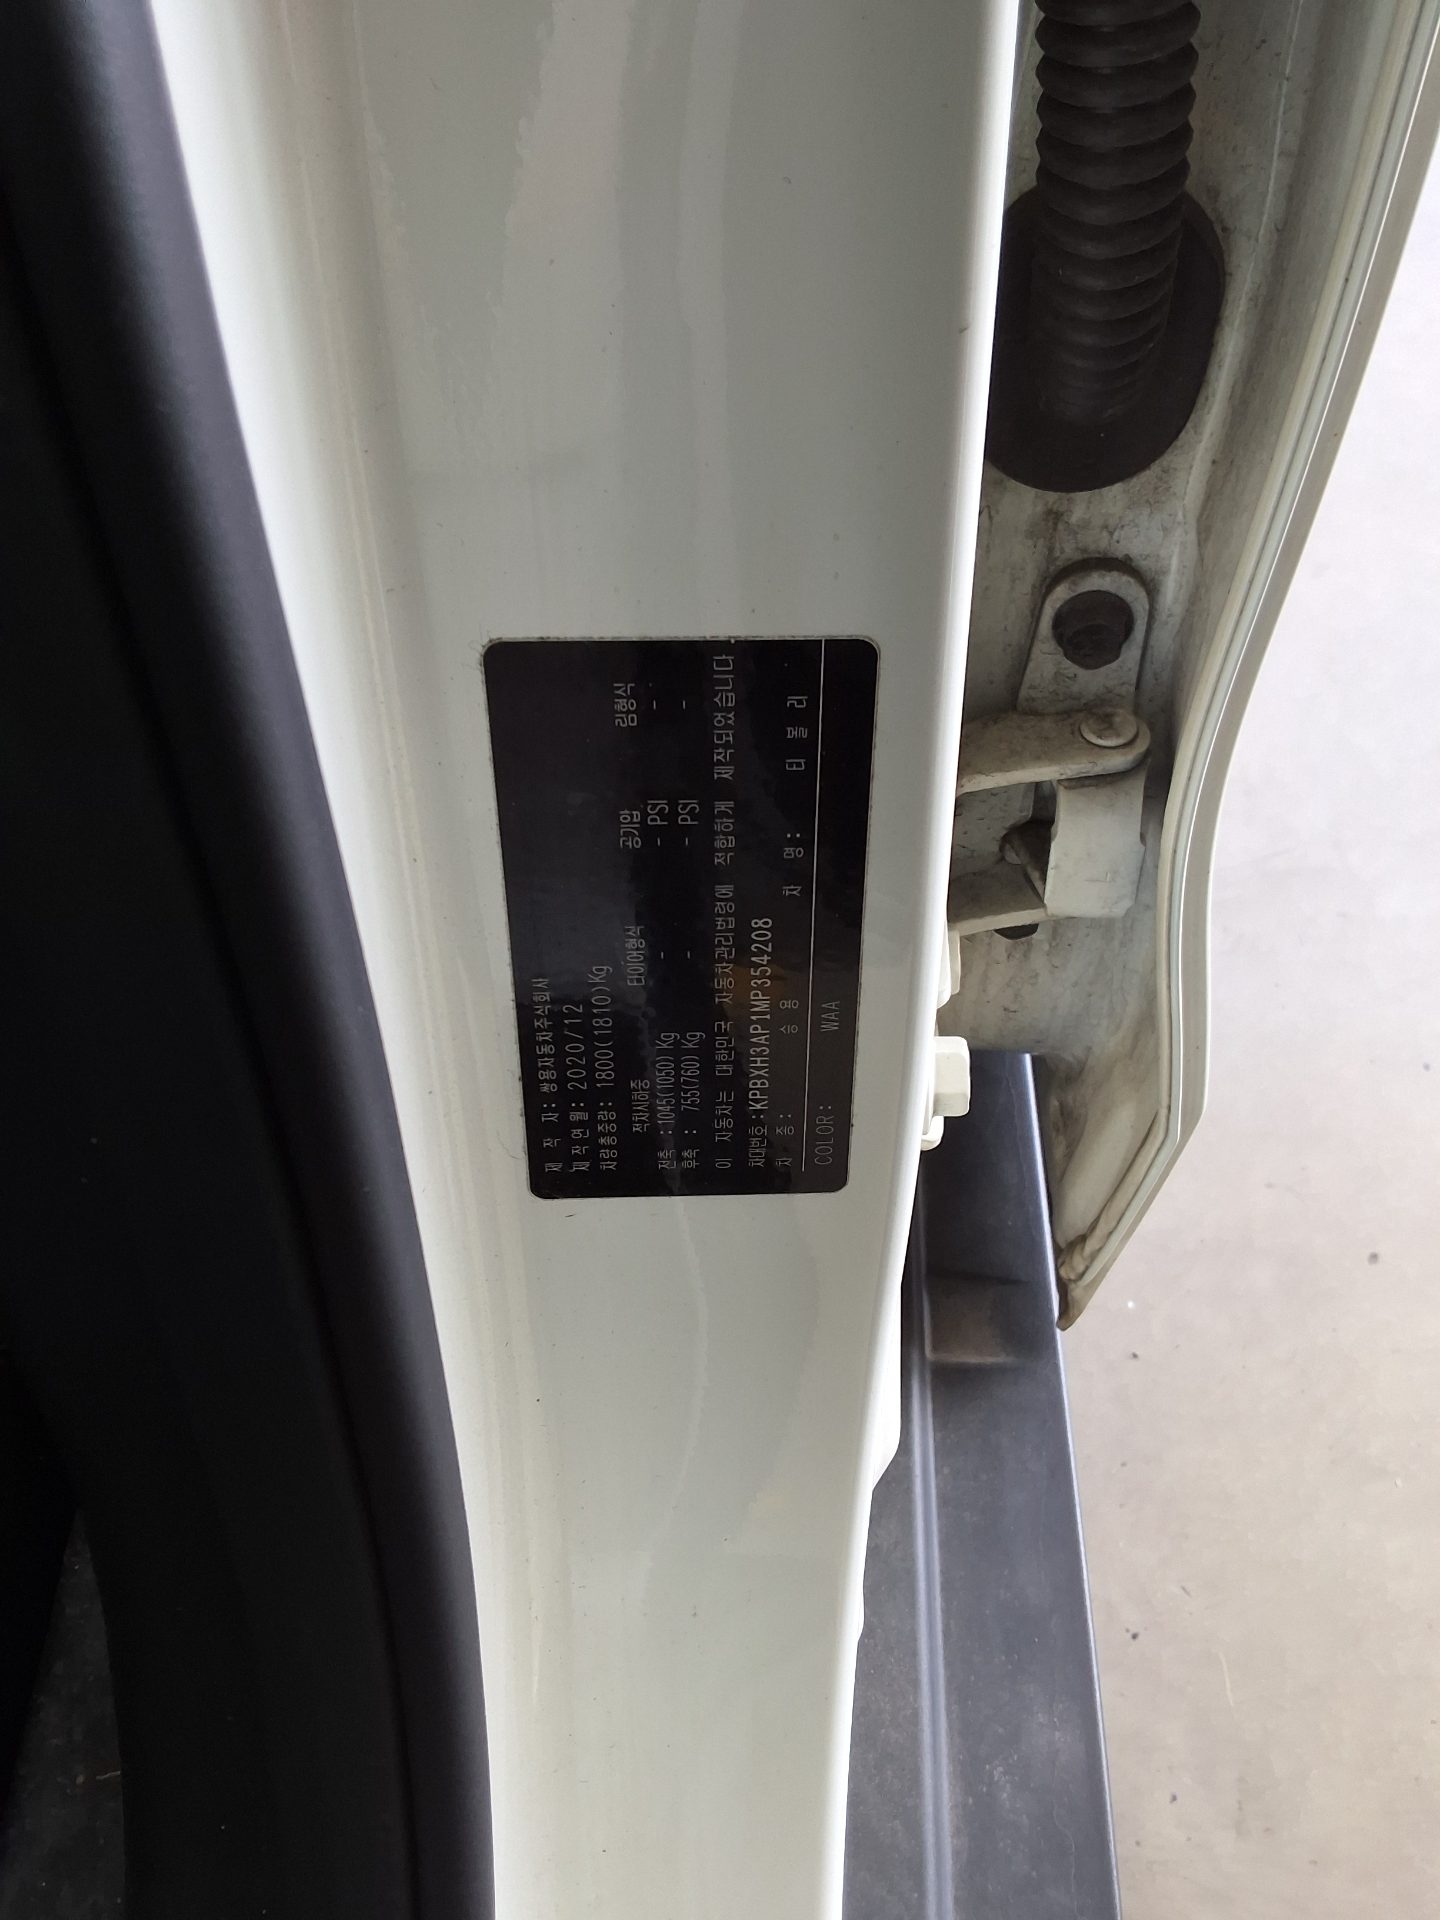 제 작 자 : 쌍용자동차주식회사
제작연월 : 2020/12
차량총중량 : 1800(1810)Kg
적차시하중 타이어형식 공기압 림형식
전축 : 1045(1050) Kg - - PSI -
후축 : 755(760) Kg - - PSI -
이 자동차는 대한민국 자동차관리법령에 적합하게 제작되었습니다.
차대번호 : KPBXH3AP1MP354208
차 종 : 승 용 차 명 : 티 볼 리
COLOR : WAA